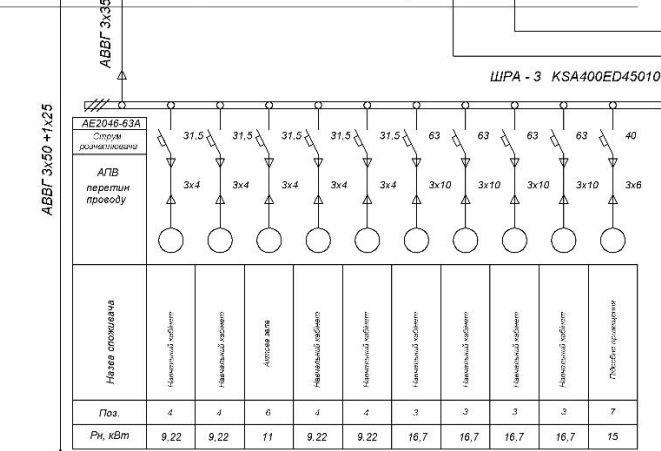 АВВГ 3х35
АВВГ 3х50 +1х25
ШРА - 3 KSA400ED45010
АЕ2046-63А
Струм
розчеплювача
31,5 31,5 31,5 31,5 31,5 63 63 63 63 40
АПВ
перетин
проводу
3х4 3х4 3х4 3х4 3х4 3х10 3х10 3х10 3х10 3х6
Назва споживача
Навчальний кабінет
Навчальний кабінет
Актова зала
Навчальний кабінет
Навчальний кабінет
Навчальний кабінет
Навчальний кабінет
Навчальний кабінет
Навчальний кабінет
Підсобне приміщення
Поз. 4 4 6 4 4 3 3 3 3 7
Рн, кВт 9,22 9,22 11 9.22 9.22 16,7 16,7 16,7 16,7 15